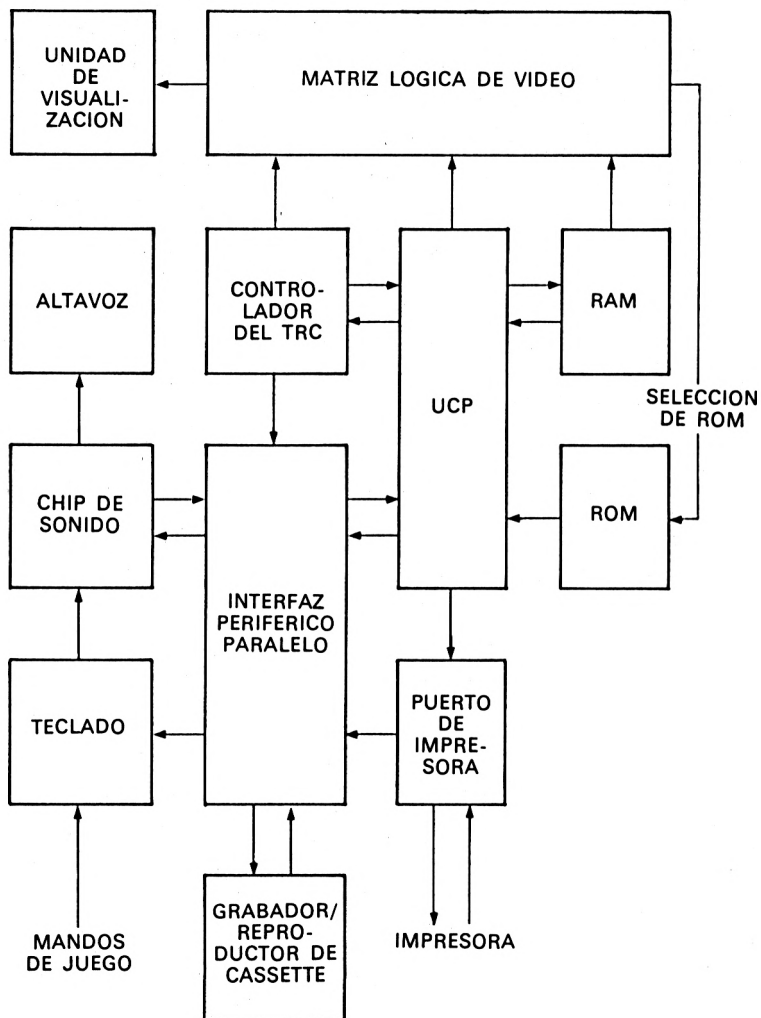 UNIDAD
DE
VISUALI-
ZACION
MATRIZ LOGICA DE VIDEO
ALTAVOZ
CONTRO-
LADOR
DEL TRC
UCP
RAM
SELECCION
DE ROM
CHIP DE
SONIDO
INTERFAZ
PERIFERICO
PARALELO
ROM
TECLADO
PUERTO
DE
IMPRE-
SORA
MANDOS
DE JUEGO
GRABADOR/
REPRO-
DUCTOR DE
CASSETTE
IMPRESORA